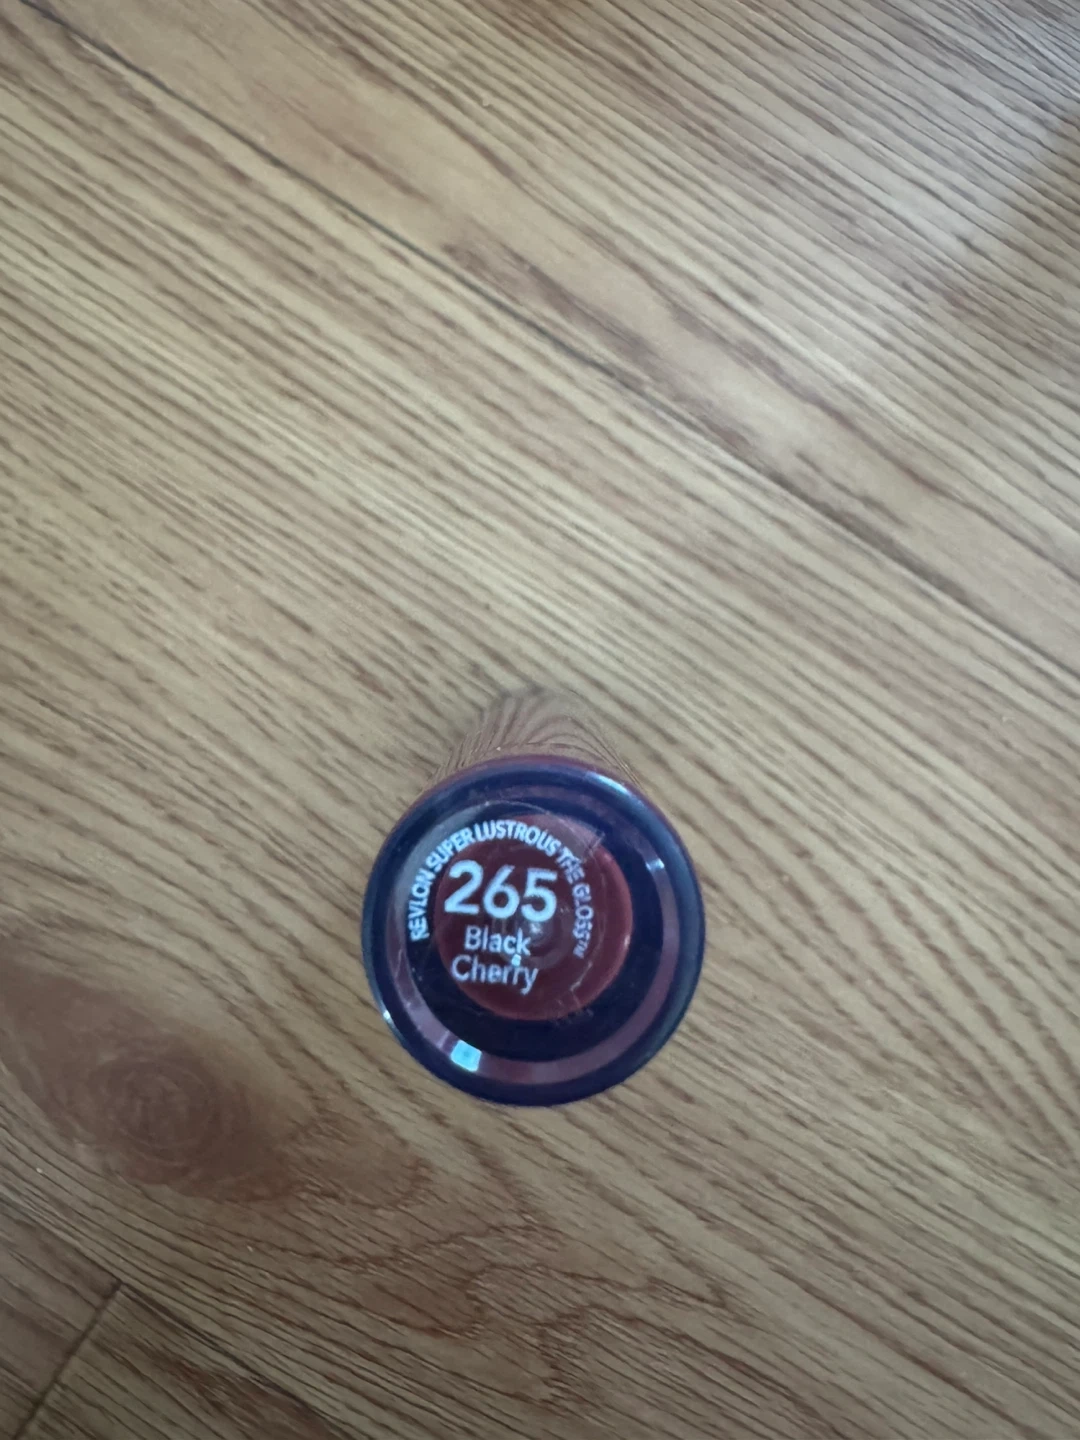 REVLON SUPER LUSTROUS THE GLOSS™
265
Black
Cherry